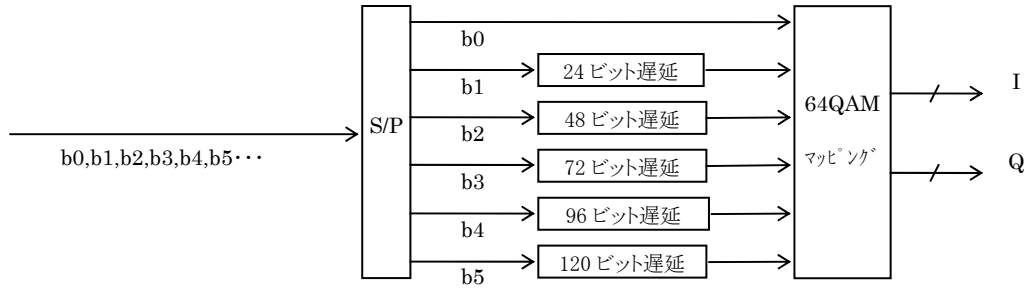 b0
b1
24 ビット遅延
b2
48 ビット遅延
b3
72 ビット遅延
b4
96 ビット遅延
b5
120 ビット遅延
S/P
b0,b1,b2,b3,b4,b5・・・
64QAM
マッピング
I
Q